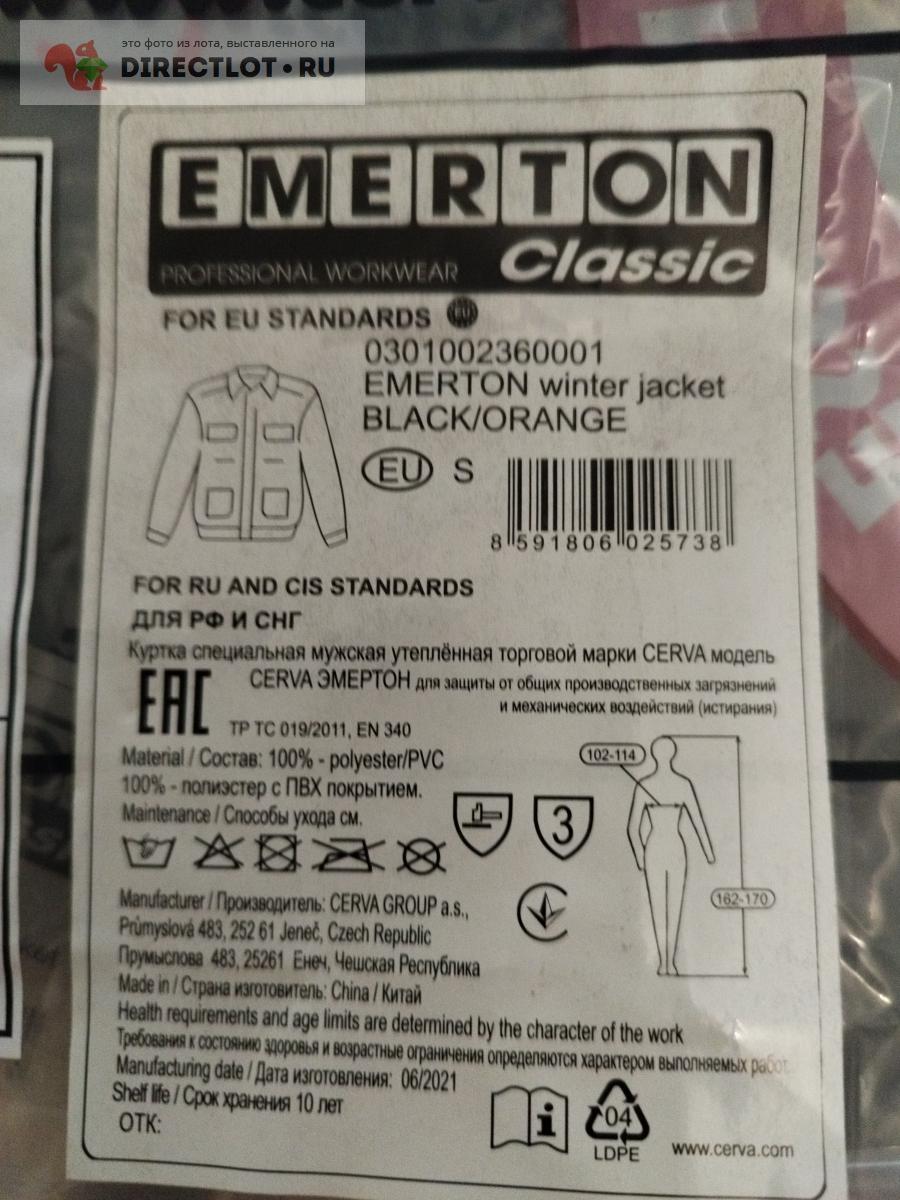 это фото из лота, выставленного на
DIRECTLOT.RU
EMERTON
PROFESSIONAL WORKWEAR Classic
FOR EU STANDARDS
0301002360001
EMERTON winter jacket
BLACK/ORANGE
EU S
8 591806 025738
FOR RU AND CIS STANDARDS
ДЛЯ РФ И СНГ
Куртка специальная мужская утеплённая торговой марки CERVA модель
CERVA ЭМЕРТОН для защиты от общих производственных загрязнений
и механических воздействий (истирания)
EAC ТР ТС 019/2011, EN 340
Material / Состав: 100% - polyester/PVC
100% - полиэстер с ПВХ покрытием.
Maintenance / Способы ухода см.
102-114
3
162-170
Manufacturer / Производитель: CERVA GROUP a.s.,
Průmyslová 483, 252 61 Jeneč, Czech Republic
Прумыслова 483, 25261 Енеч, Чешская Республика
Made in / Страна изготовитель: China / Китай
Health requirements and age limits are determined by the character of the work
Требования к состоянию здоровья и возрастные ограничения определяются характером выполняемых работ
Manufacturing date / Дата изготовления: 06/2021
Shelf life / Срок хранения 10 лет
ОТК:
i
04
LDPE
www.cerva.com